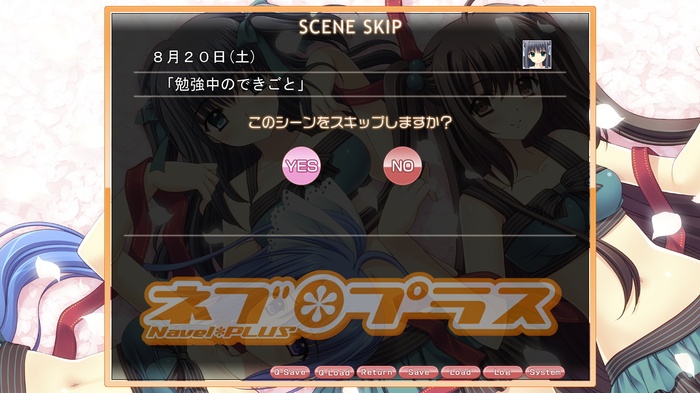 SCENE SKIP
８月２０日(土)
「勉強中のできごと」
このシーンをスキップしますか？
YES NO
ネブ*プラス
Navel*PLUS
Q-Save Q-Load Return Save Load Log System